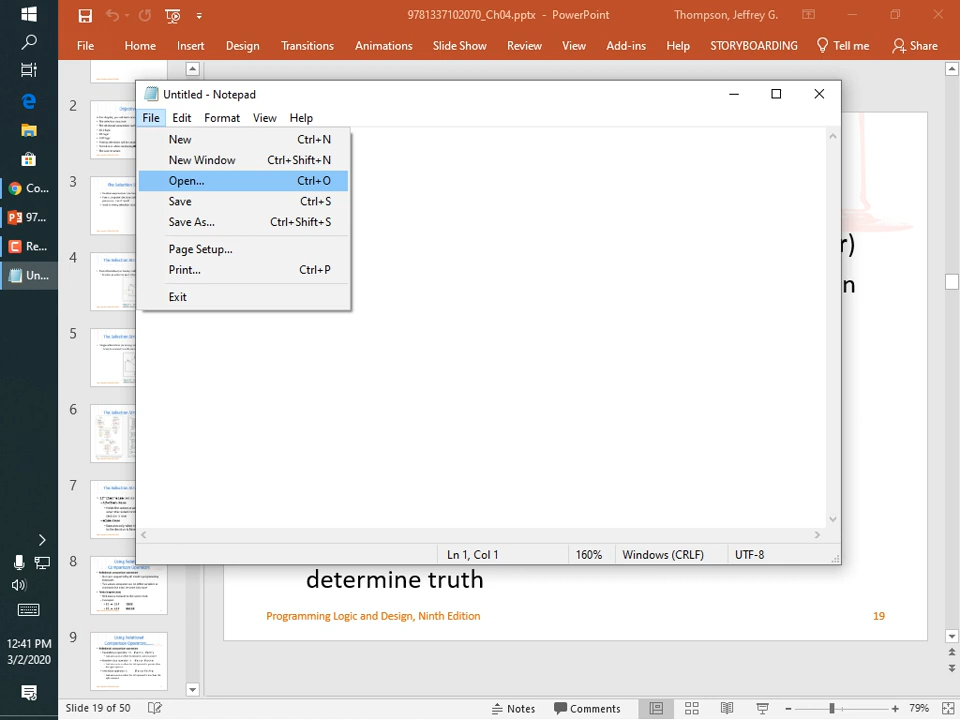 9781337102070_Ch04.pptx - PowerPoint
Thompson, Jeffrey G.
File Home Insert Design Transitions Animations Slide Show Review View Add-ins Help STORYBOARDING Tell me Share
Untitled - Notepad
File Edit Format View Help
New Ctrl+N
New Window Ctrl+Shift+N
Open... Ctrl+O
Save Ctrl+S
Save As... Ctrl+Shift+S
Page Setup...
Print... Ctrl+P
Exit
Ln 1, Col 1 160% Windows (CRLF) UTF-8
r)
n
determine truth
Programming Logic and Design, Ninth Edition 19
2
3
4
5
6
7
8
9
Co...
97...
Re...
Un...
12:41 PM
3/2/2020
Slide 19 of 50 Notes Comments 79%